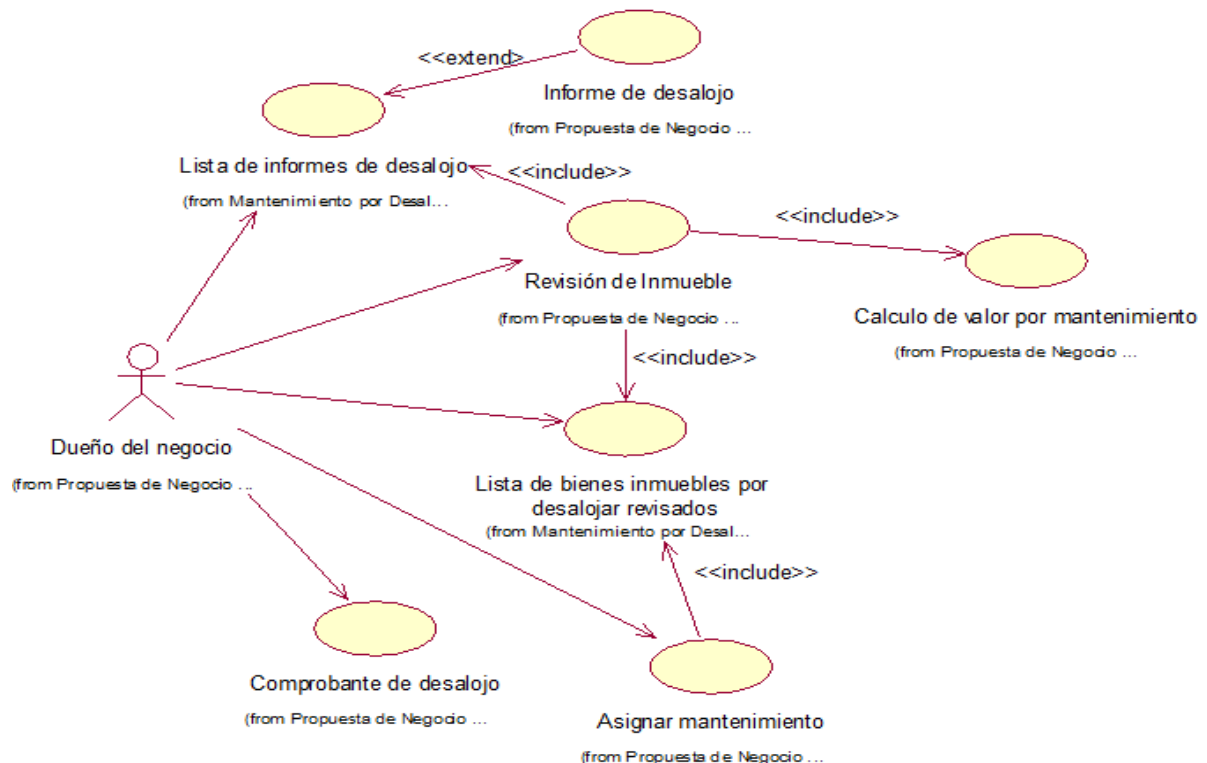 <<extend>
Informe de desalojo
(from Propuesta de Negocio ...
Lista de informes de desalojo
(from Mantenimiento por Desal...
<<include>>
<<include>>
Revisión de Inmueble
(from Propuesta de Negocio ...
Calculo de valor por mantenimiento
(from Propuesta de Negocio ...
<<include>>
Dueño del negocio
(from Propuesta de Negocio ...
Lista de bienes inmuebles por
desalojar revisados
(from Mantenimiento por Desal...
<<include>>
Comprobante de desalojo
(from Propuesta de Negocio ...
Asignar mantenimiento
(from Propuesta de Negocio ...